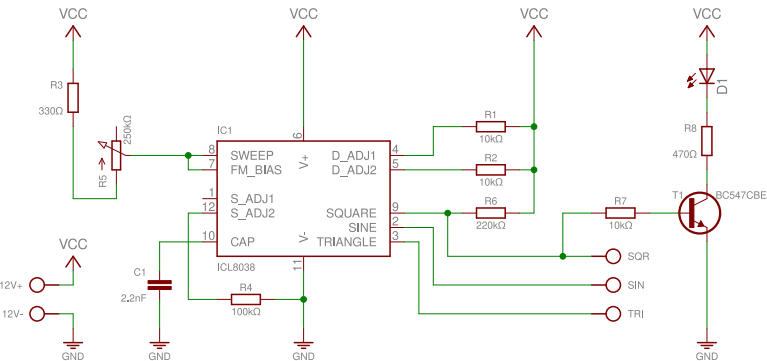 VCC
VCC
VCC
VCC
R3
330Ω
250kΩ
R5
IC1
6
V+
8
SWEEP
7
FM_BIAS
1
S_ADJ1
12
S_ADJ2
10
CAP
D_ADJ1
4
D_ADJ2
5
SQUARE
9
SINE
2
TRIANGLE
3
V-
11
ICL8038
R1
10kΩ
R2
10kΩ
R6
220kΩ
D1
R8
470Ω
R7
10kΩ
T1
BC547CBE
VCC
12V+
12V-
C1
2.2nF
R4
100kΩ
SQR
SIN
TRI
GND
GND
GND
GND